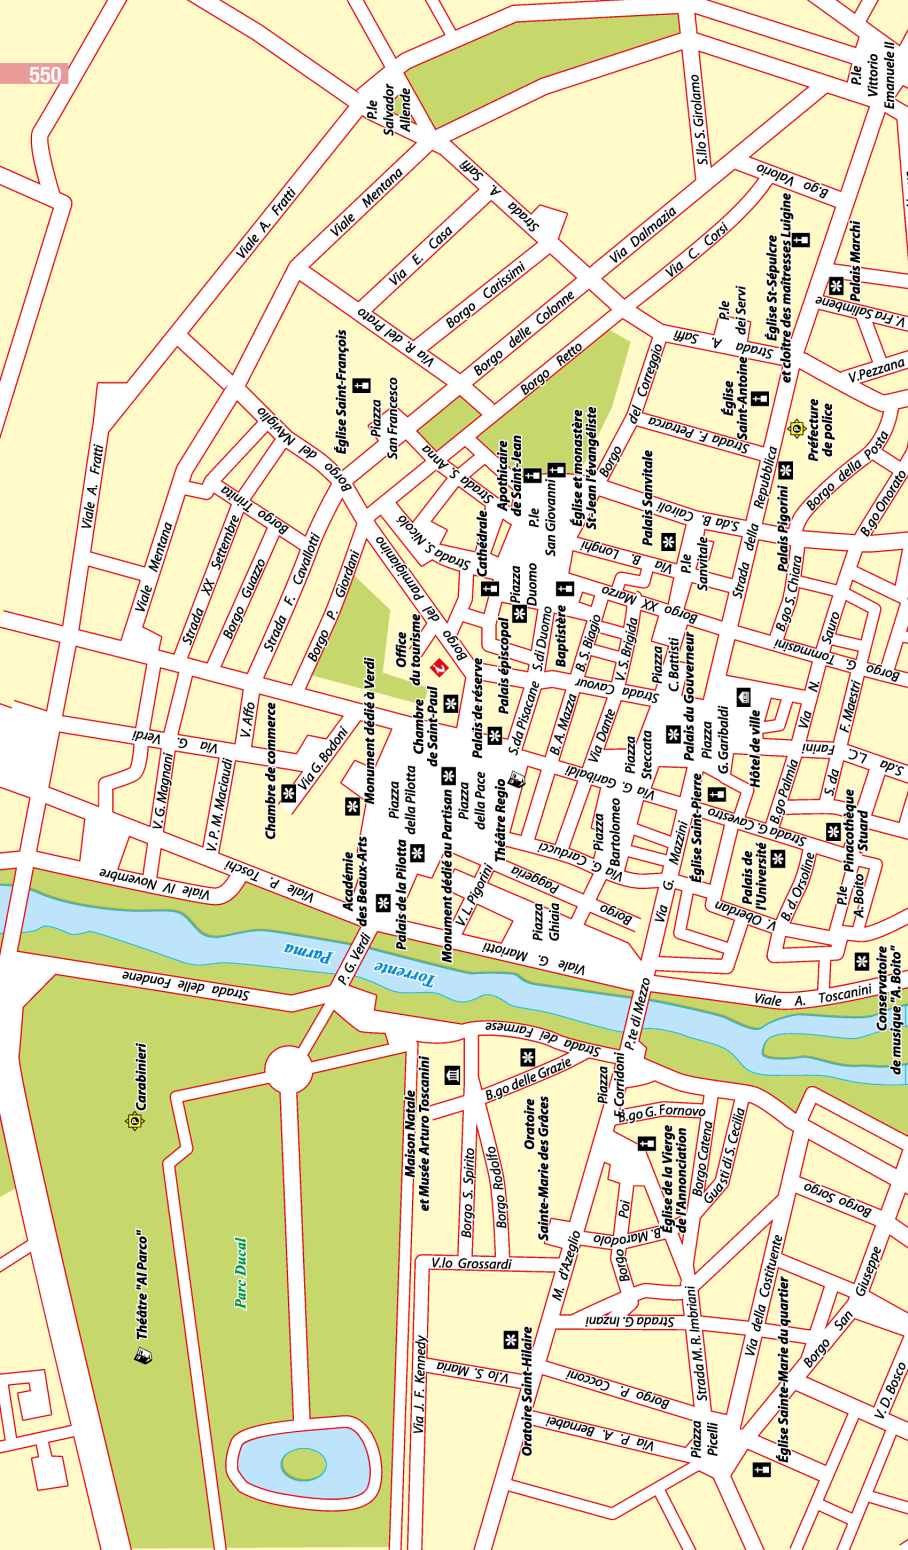 550
P.le
Salvador
Allende
P.le
Vittorio
Emanuele II
S.llo S. Girolamo
Viale A. Fratti
Viale Mentana
Strada A. Saffi
B.go Valorio
Via E. Casa
Via Dalmazia
Via C. Corsi
Borgo Carissimi
Borgo delle Colonne
Via R. del Prato
Borgo Retto
Église St-Sépulcre
et cloître des maîtresses Luigine
Palais Marchi
V. Fra Salimbene
P.le
dei Servi
Strada A. Saffi
V.Pezzana
Église Saint-François
Piazza
San Francesco
Borgo del Correggio
Église
Saint-Antoine
Préfecture
de police
Strada F. Petrarca
Borgo del Naviglio
Strada S. Anna
Apothicaire
de Saint-Jean
Église et monastère
St-Jean l'évangéliste
P.le
San Giovanni
Palais Sanvitale
Palais Pigorini
Borgo della Posta
B.go Onorato
Viale A. Fratti
Viale Mentana
Borgo Trinita
Strada XX Settembre
Borgo Guazzo
Strada F. Cavallotti
Borgo P. Giordani
Borgo del Parmigianino
Strada S. Nicolò
Cathédrale
Piazza
Duomo
Via B. Longhi
S.da B. Cairoli
P.le
Sanvitale
Strada della Repubblica
B.go S. Chiara
Borgo XX Marzo
Office
du tourisme
Palais épiscopal
S.di Duomo
Baptistère
B. S. Biagio
V. S. Brigida
Piazza
C. Battisti
Borgo G. Tommasini
Via N. Sauro
F. Maestri
Monument dédié à Verdi
Chambre
de Saint-Paul
Palais de réserve
S.da Pisacane
B. A. Mazza
Strada Cavour
Via Dante
Piazza
Steccata
Palais du Gouverneur
Piazza
G. Garibaldi
Hôtel de ville
S.da L.C. Farini
S. da
Via G. Verdi
V. Affo
Chambre de commerce
Via G. Bodoni
V. G. Magnani
V. P. M. Maciaudi
Piazza
della Pilotta
Monument dédié au Partisan
Piazza
della Pace
Théâtre Regio
Via G. Garibaldi
Via G. Carducci
Piazza
Bartolomeo
Église Saint-Pierre
B.go Palmia
Strada G. Cavestro
Pinacothèque
Stuard
Palais de
l'Université
B.d. Orsoline
P.le
A. Boito
Via G. Mazzini
V. Oberdan
Viale IV Novembre
Viale P. Toschi
Académie
des Beaux-Arts
Palais de la Pilotta
V. L. Pigorini
Borgo Paggeria
Piazza
Ghiaia
P. G. Verdi
Viale G. Mariotti
Torrente Parma
Viale A. Toscanini
Conservatoire
de musique "A. Boito"
P.te di Mezzo
Strada delle Fondene
Strada del Farnese
B.go delle Grazie
Piazza
F. Corridoni
B.go G. Fornovo
Carabinieri
Maison Natale
et Musée Arturo Toscanini
Oratoire
Sainte-Marie des Grâces
Église de la Vierge
de l'Annonciation
Borgo Catena
Guasti di S. Cecilia
Borgo S. Spirito
Borgo Rodolfo
Borgo Poi
B. Marodolo
Borgo Sorgo
Théâtre "Al Parco"
Parc Ducal
V.lo Grossardi
M. d'Azeglio
Strada G. Inzani
Strada M. R. Imbriani
Via della Costituente
Borgo San Giuseppe
Via J. F. Kennedy
V.lo S. Maria
Oratoire Saint-Hilaire
Borgo P. Cocconi
Via P. A. Bernabei
Piazza
Picelli
Église Sainte-Marie du quartier
V. D. Bosco